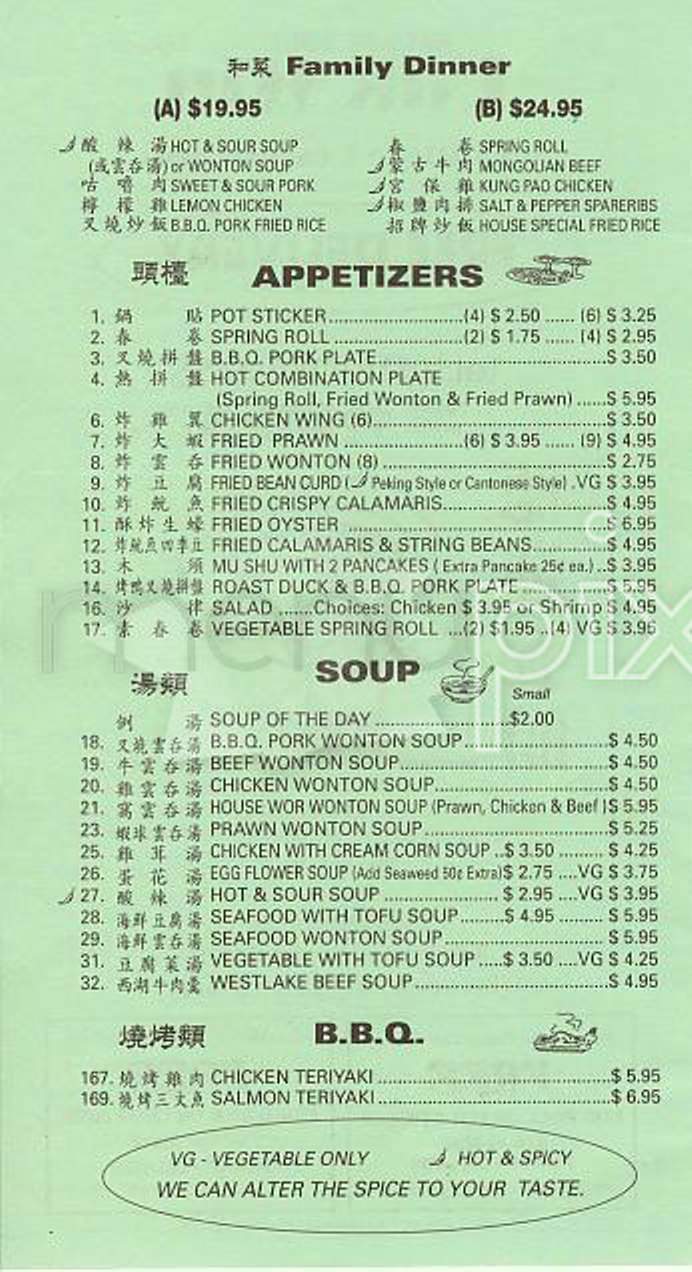 和菜 Family Dinner
(A) $19.95
酸辣湯 HOT & SOUR SOUP
(或雲吞湯) or WONTON SOUP
咕嚕肉 SWEET & SOUR PORK
檸檬雞 LEMON CHICKEN
叉燒炒飯 B.B.Q. PORK FRIED RICE
(B) $24.95
春卷 SPRING ROLL
蒙古牛肉 MONGOLIAN BEEF
宮保雞 KUNG PAO CHICKEN
椒鹽肉排 SALT & PEPPER SPARERIBS
招牌炒飯 HOUSE SPECIAL FRIED RICE
頭檯 APPETIZERS
1. 鍋貼 POT STICKER..........(4) $ 2.50 ...... (6) $ 3.25
2. 春卷 SPRING ROLL..........(2) $ 1.75 ...... (4) $ 2.95
3. 叉燒拼盤 B.B.Q. PORK PLATE..........$ 3.50
4. 熱拼盤 HOT COMBINATION PLATE
(Spring Roll, Fried Wonton & Fried Prawn) ......$ 5.95
6. 炸雞翼 CHICKEN WING (6)..........$ 3.50
7. 炸大蝦 FRIED PRAWN ..........(6) $ 3.95 ...... (9) $ 4.95
8. 炸雲吞 FRIED WONTON (8) ..........$ 2.75
9. 炸豆腐 FRIED BEAN CURD ( Peking Style or Cantonese Style) .VG $ 3.95
10. 炸魷魚 FRIED CRISPY CALAMARIS..........$ 4.95
11. 酥炸生蠔 FRIED OYSTER ..........$ 6.95
12. 炸魷魚四季豆 FRIED CALAMARIS & STRING BEANS..........$ 4.95
13. 木須 MU SHU WITH 2 PANCAKES ( Extra Pancake 25¢ ea.) ..$ 3.95
14. 烤鴨叉燒拼盤 ROAST DUCK & B.B.Q. PORK PLATE ..........$ 5.95
16. 沙律 SALAD .......Choices: Chicken $ 3.95 or Shrimp $ 4.95
17. 素春卷 VEGETABLE SPRING ROLL ...(2) $1.95 ..(4) VG $ 3.95
menupix
湯類 SOUP
Small
例湯 SOUP OF THE DAY ..........$2.00
18. 叉燒雲吞湯 B.B.Q. PORK WONTON SOUP..........$ 4.50
19. 牛雲吞湯 BEEF WONTON SOUP..........$ 4.50
20. 雞雲吞湯 CHICKEN WONTON SOUP..........$ 4.50
21. 窩雲吞湯 HOUSE WOR WONTON SOUP (Prawn, Chicken & Beef )$ 5.95
23. 蝦球雲吞湯 PRAWN WONTON SOUP..........$ 5.25
25. 雞茸湯 CHICKEN WITH CREAM CORN SOUP ..$ 3.50 ......... $ 4.25
26. 蛋花湯 EGG FLOWER SOUP (Add Seaweed 50¢ Extra)$ 2.75 ....VG $ 3.75
27. 酸辣湯 HOT & SOUR SOUP .......... $ 2.95 ....VG $ 3.95
28. 海鮮豆腐湯 SEAFOOD WITH TOFU SOUP.........$ 4.95 ......... $ 5.95
29. 海鮮雲吞湯 SEAFOOD WONTON SOUP.......... $ 5.95
31. 豆腐菜湯 VEGETABLE WITH TOFU SOUP .....$ 3.50 ....VG $ 4.25
32. 西湖牛肉羹 WESTLAKE BEEF SOUP..........$ 4.95
燒烤類 B.B.Q.
167. 燒烤雞肉 CHICKEN TERIYAKI ..........$ 5.95
169. 燒烤三文魚 SALMON TERIYAKI..........$ 6.95
VG - VEGETABLE ONLY HOT & SPICY
WE CAN ALTER THE SPICE TO YOUR TASTE.